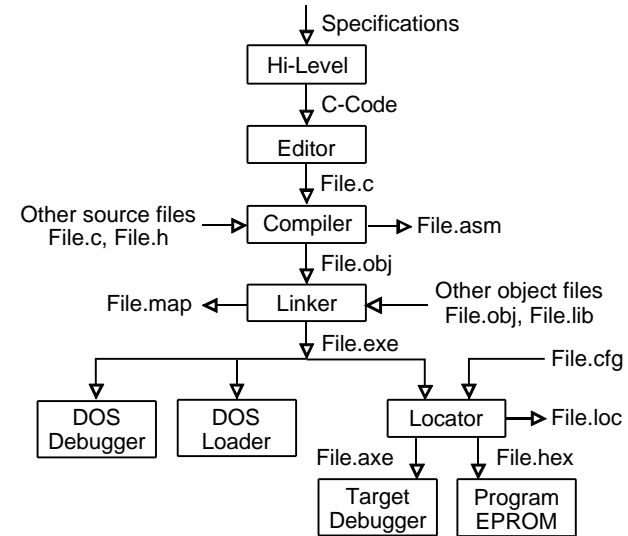 Specifications
Hi-Level
C-Code
Editor
File.c
Other source files
File.c, File.h
Compiler
File.asm
File.obj
File.map
Linker
Other object files
File.obj, File.lib
File.exe
File.cfg
DOS
Debugger
DOS
Loader
Locator
File.loc
File.axe
File.hex
Target
Debugger
Program
EPROM